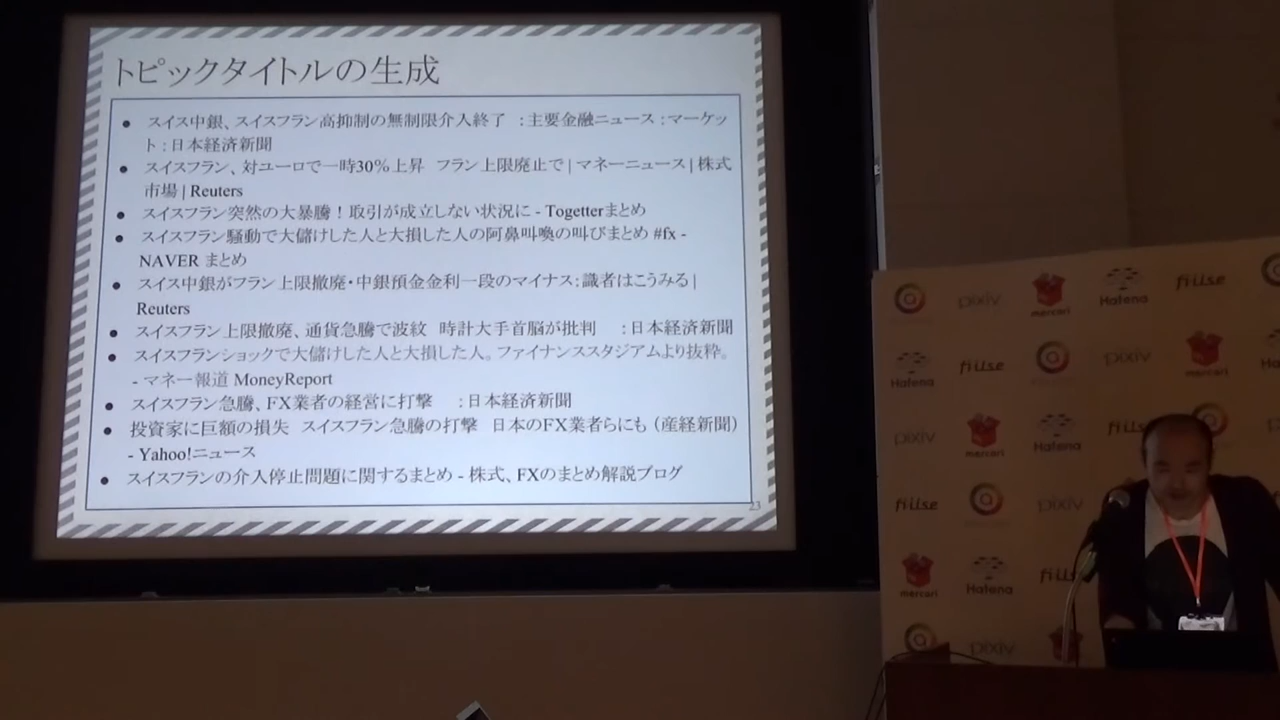 トピックタイトルの生成
• スイス中銀、スイスフラン高抑制の無制限介入終了　：主要金融ニュース：マーケッ
ト：日本経済新聞
• スイスフラン、対ユーロで一時30%上昇　フラン上限廃止で | マネーニュース | 株式
市場 | Reuters
• スイスフラン突然の大暴騰！取引が成立しない状況に - Togetterまとめ
• スイスフラン騒動で大儲けした人と大損した人の阿鼻叫喚の叫びまとめ #fx -
NAVER まとめ
• スイス中銀がフラン上限撤廃・中銀預金金利一段のマイナス：識者はこうみる |
Reuters
• スイスフラン上限撤廃、通貨急騰で波紋　時計大手首脳が批判　：日本経済新聞
• スイスフランショックで大儲けした人と大損した人。ファイナンススタジアムより抜粋。
- マネー報道 MoneyReport
• スイスフラン急騰、FX業者の経営に打撃　：日本経済新聞
• 投資家に巨額の損失　スイスフラン急騰の打撃　日本のFX業者らにも（産経新聞）
- Yahoo!ニュース
• スイスフランの介入停止問題に関するまとめ - 株式、FXのまとめ解説ブログ
23
pixiv
mercari
Hatena
Hatena
pixiv
mercari
pixiv
mercari
Hatena
pixiv
mercari
Hatena
pixiv